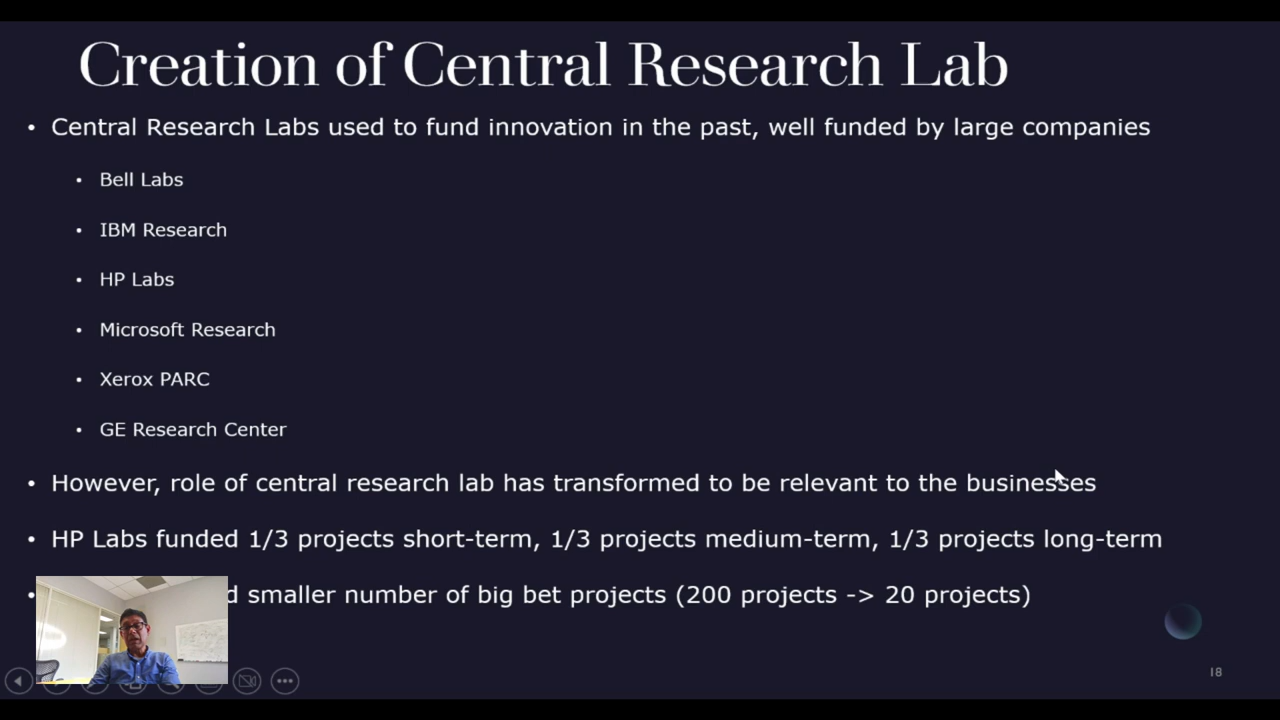 Creation of Central Research Lab
• Central Research Labs used to fund innovation in the past, well funded by large companies
• Bell Labs
• IBM Research
• HP Labs
• Microsoft Research
• Xerox PARC
• GE Research Center
• However, role of central research lab has transformed to be relevant to the businesses
• HP Labs funded 1/3 projects short-term, 1/3 projects medium-term, 1/3 projects long-term
• smaller number of big bet projects (200 projects -> 20 projects)
18